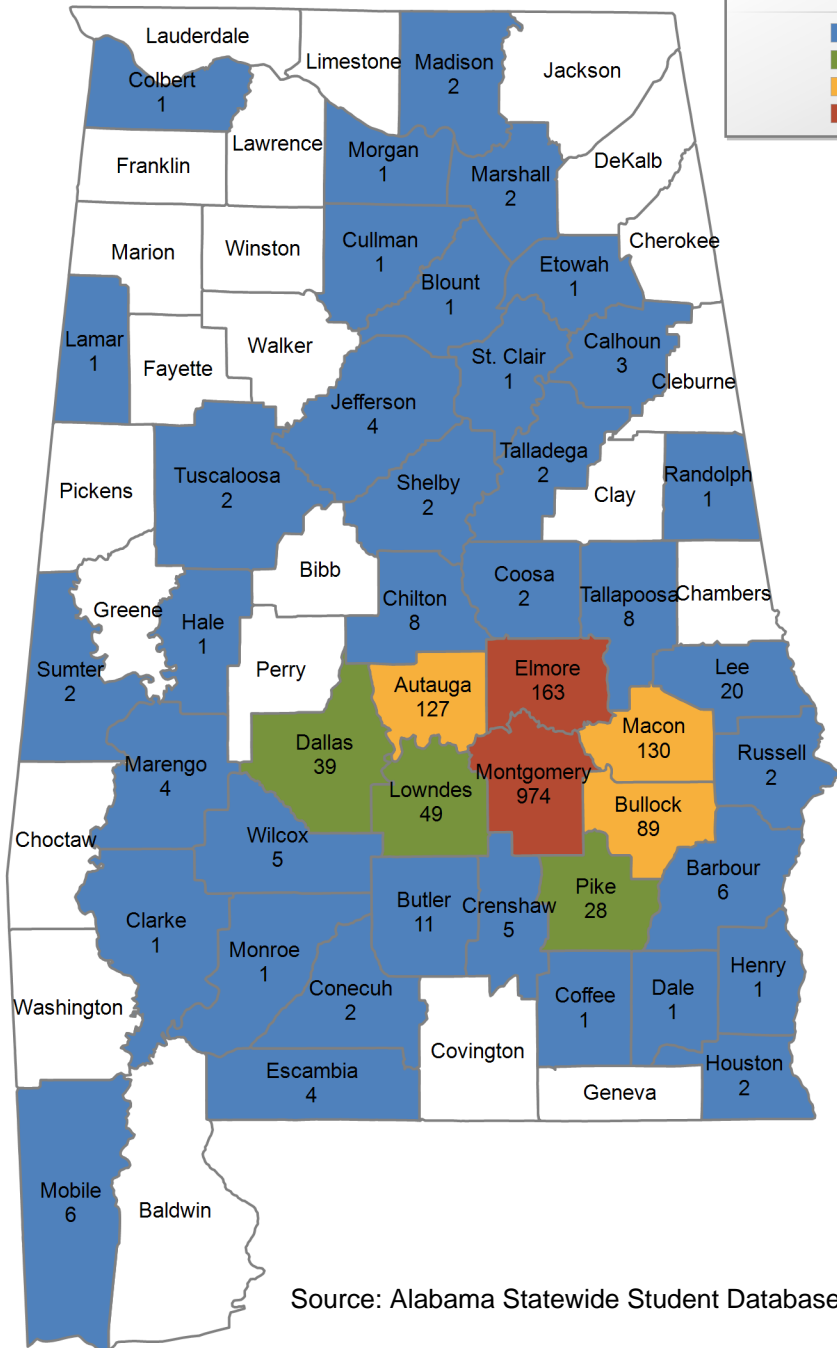 Lauderdale
Limestone
Madison
2
Jackson
Colbert
1
Lawrence
Franklin
Morgan
1
Marshall
2
DeKalb
Marion
Winston
Cullman
1
Cherokee
Etowah
1
Blount
1
Lamar
1
Fayette
Walker
St. Clair
1
Calhoun
3
Cleburne
Jefferson
4
Talladega
2
Pickens
Tuscaloosa
2
Shelby
2
Clay
Randolph
1
Bibb
Greene
Hale
1
Chilton
8
Coosa
2
Tallapoosa
8
Chambers
Sumter
2
Perry
Autauga
127
Elmore
163
Lee
20
Macon
130
Dallas
39
Marengo
4
Lowndes
49
Montgomery
974
Russell
2
Bullock
89
Choctaw
Wilcox
5
Barbour
6
Clarke
1
Butler
11
Crenshaw
5
Pike
28
Monroe
1
Conecuh
2
Coffee
1
Dale
1
Henry
1
Washington
Covington
Escambia
4
Geneva
Houston
2
Mobile
6
Baldwin
Source: Alabama Statewide Student Database